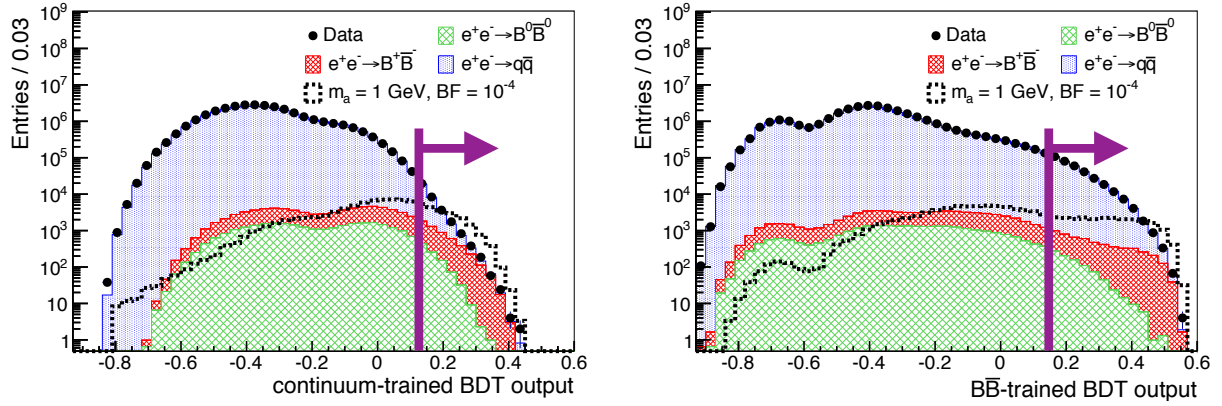 Entries / 0.03
10⁹
10⁸
10⁷
10⁶
10⁵
10⁴
10³
10²
10
1
Data
e⁺e⁻→B⁰B̅⁰
e⁺e⁻→B⁺B̅⁻
e⁺e⁻→qq̅
mₐ = 1 GeV, BF = 10⁻⁴
-0.8 -0.6 -0.4 -0.2 0 0.2 0.4 0.6
continuum-trained BDT output
Entries / 0.03
10⁹
10⁸
10⁷
10⁶
10⁵
10⁴
10³
10²
10
1
Data
e⁺e⁻→B⁰B̅⁰
e⁺e⁻→B⁺B̅⁻
e⁺e⁻→qq̅
mₐ = 1 GeV, BF = 10⁻⁴
-0.8 -0.6 -0.4 -0.2 0 0.2 0.4 0.6
BB̅-trained BDT output